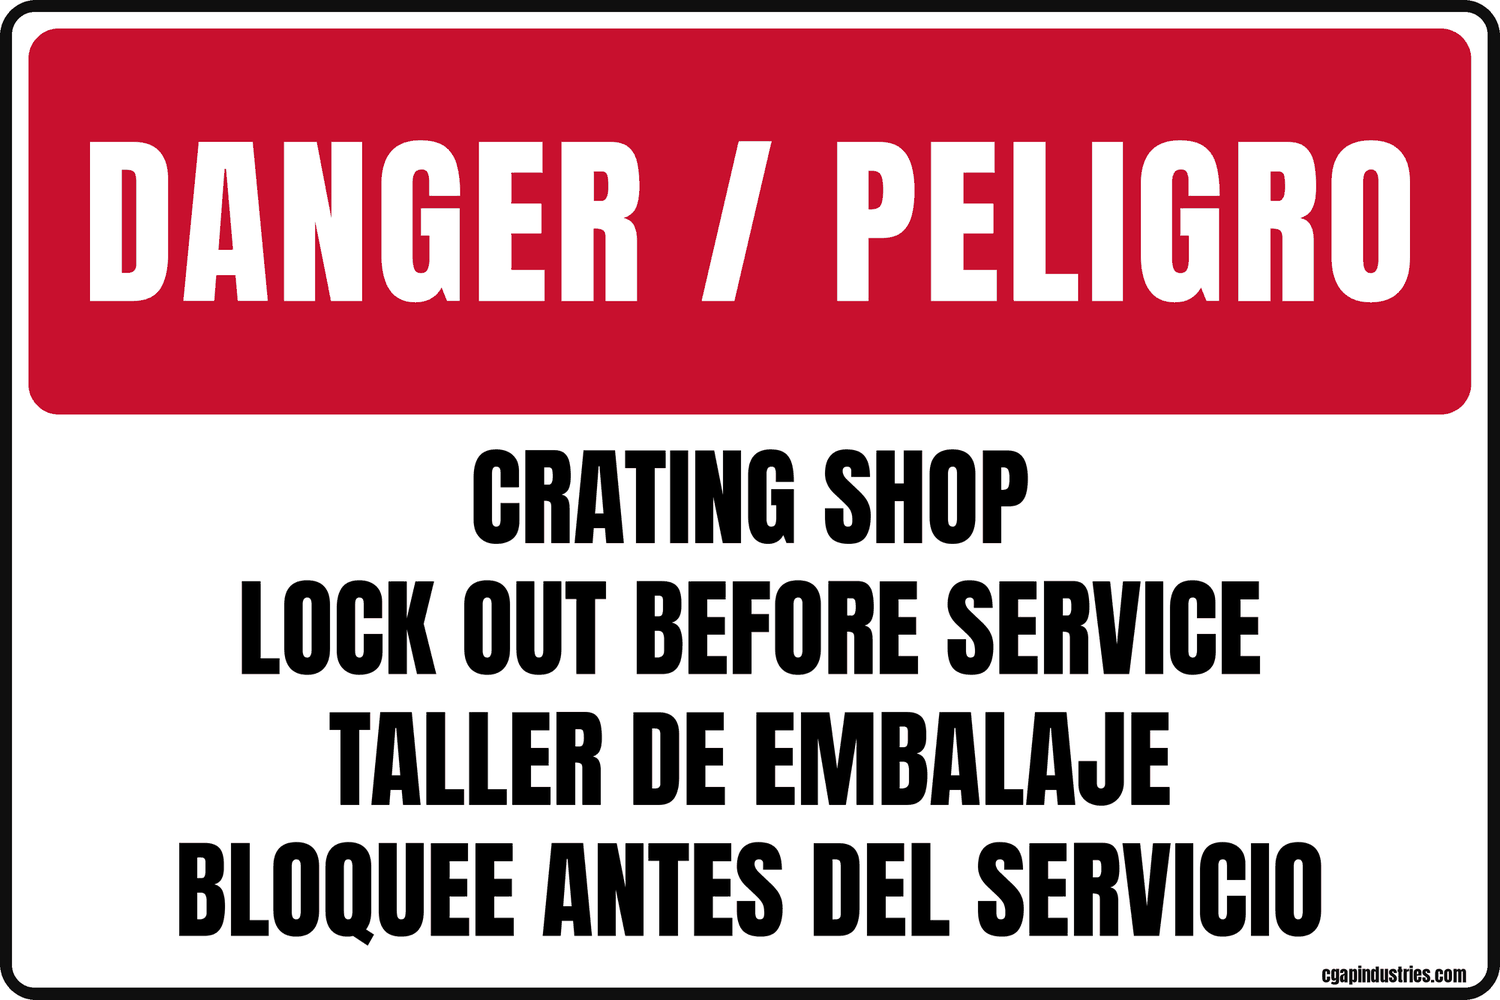 DANGER / PELIGRO
CRATING SHOP
LOCK OUT BEFORE SERVICE
TALLER DE EMBALAJE
BLOQUEE ANTES DEL SERVICIO
cgapindustries.com